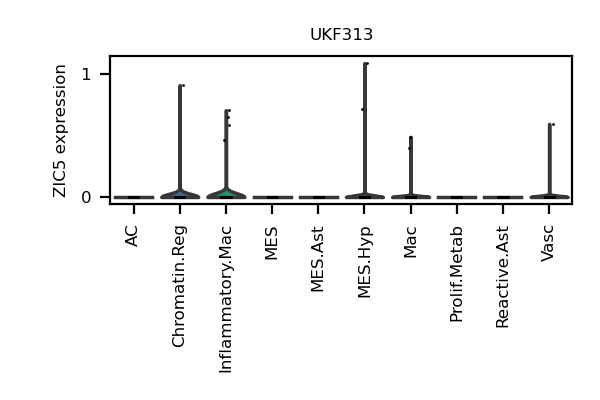 UKF313
ZIC5 expression
1
0
AC
Chromatin.Reg
Inflammatory.Mac
MES
MES.Ast
MES.Hyp
Mac
Prolif.Metab
Reactive.Ast
Vasc